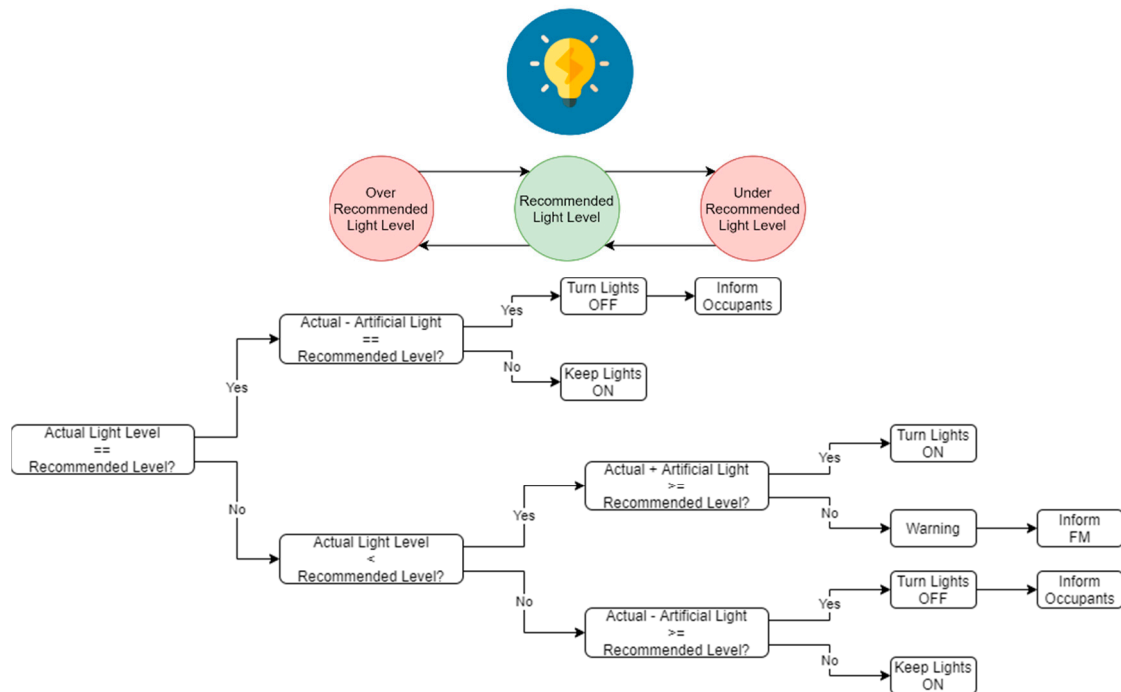 Over
Recommended
Light Level
Recommended
Light Level
Under
Recommended
Light Level
Turn Lights
OFF
Inform
Occupants
Yes
Actual - Artificial Light
==
Recommended Level?
No
Keep Lights
ON
Yes
Actual Light Level
==
Recommended Level?
No
Turn Lights
ON
Yes
Actual + Artificial Light
>=
Recommended Level?
No
Warning
Inform
FM
Yes
Actual Light Level
<
Recommended Level?
No
Turn Lights
OFF
Inform
Occupants
Yes
Actual - Artificial Light
>=
Recommended Level?
No
Keep Lights
ON